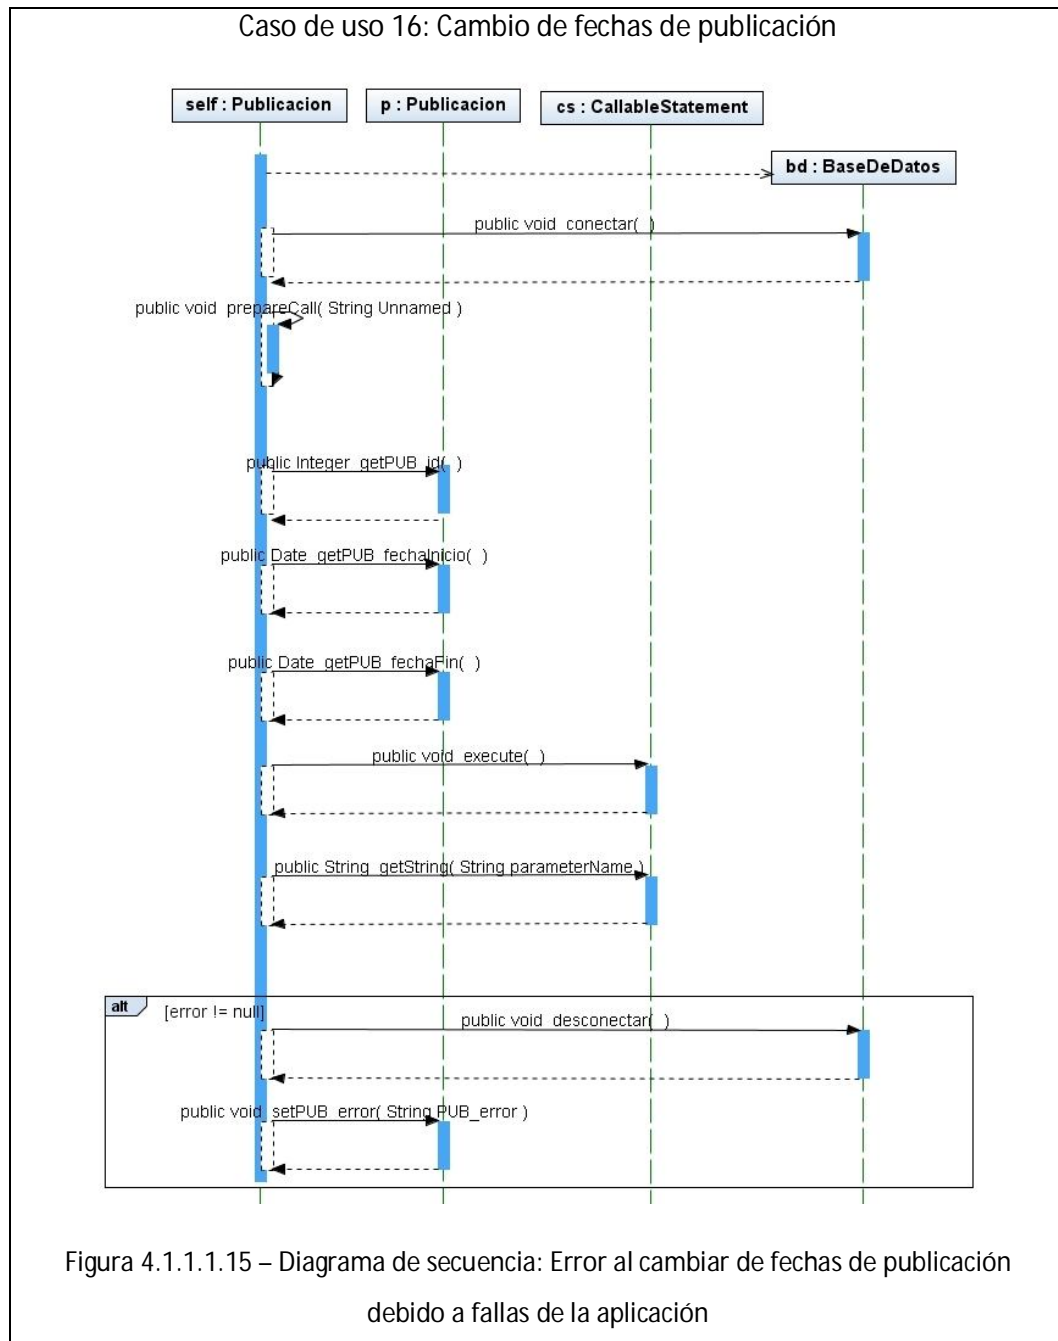 Caso de uso 16: Cambio de fechas de publicación
self : Publicacion
p : Publicacion
cs : CallableStatement
bd : BaseDeDatos
public void conectar( )
public void prepareCall( String Unnamed )
public Integer getPUB_id( )
public Date getPUB_fechaInicio( )
public Date getPUB_fechaFin( )
public void execute( )
public String getString( String parameterName )
alt
[error != null]
public void desconectar( )
public void setPUB_error( String PUB_error )
Figura 4.1.1.1.15 – Diagrama de secuencia: Error al cambiar de fechas de publicación
debido a fallas de la aplicación